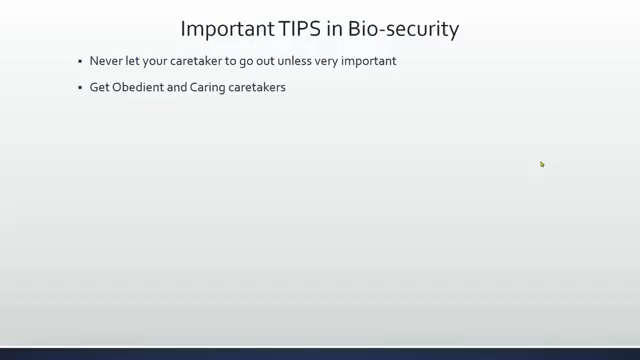 Important TIPS in Bio-security
▪ Never let your caretaker to go out unless very important
▪ Get Obedient and Caring caretakers